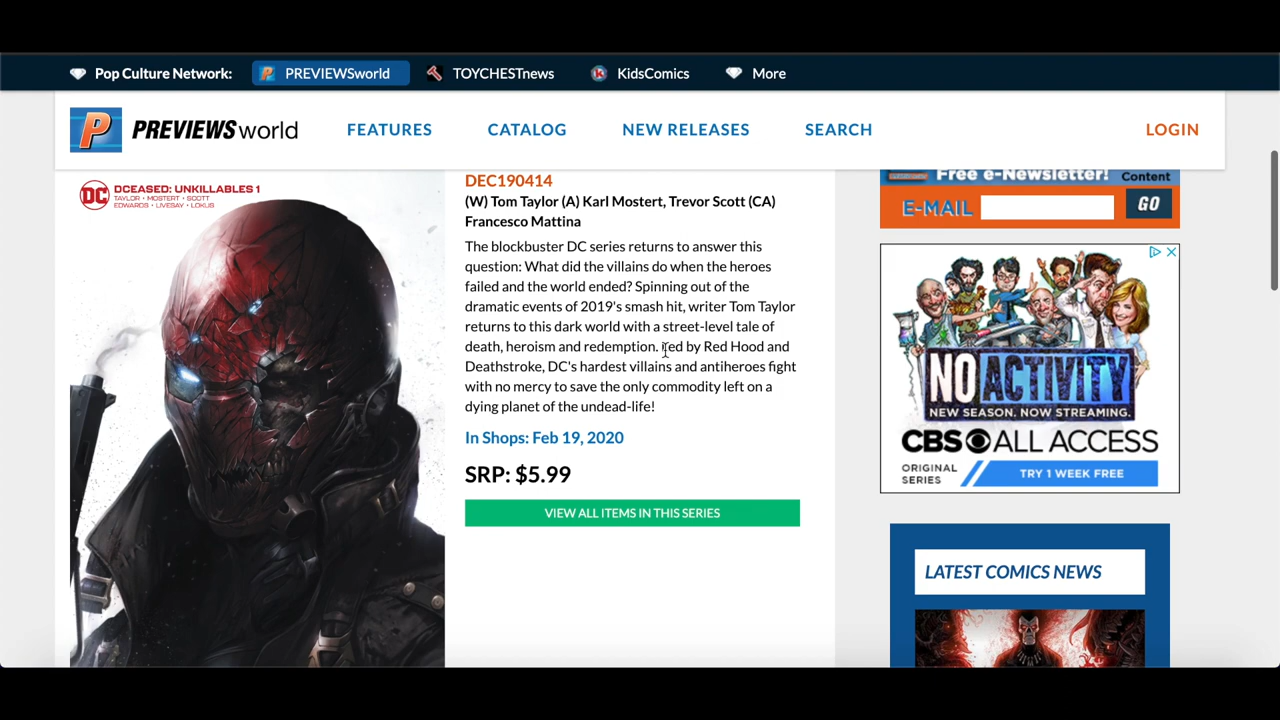 Pop Culture Network:
PREVIEWSworld
TOYCHESTnews
KidsComics
More
P PREVIEWSworld
FEATURES
CATALOG
NEW RELEASES
SEARCH
LOGIN
DC DCEASED: UNKILLABLES 1
TAYLOR • MOSTERT • SCOTT
EDWARDS • LIVESAY • LOKUS
DEC190414
(W) Tom Taylor (A) Karl Mostert, Trevor Scott (CA)
Francesco Mattina
The blockbuster DC series returns to answer this
question: What did the villains do when the heroes
failed and the world ended? Spinning out of the
dramatic events of 2019's smash hit, writer Tom Taylor
returns to this dark world with a street-level tale of
death, heroism and redemption. Led by Red Hood and
Deathstroke, DC's hardest villains and antiheroes fight
with no mercy to save the only commodity left on a
dying planet of the undead-life!
In Shops: Feb 19, 2020
SRP: $5.99
VIEW ALL ITEMS IN THIS SERIES
Free e-Newsletter! Content
E-MAIL GO
NO ACTIVITY
NEW SEASON. NOW STREAMING.
CBS ALL ACCESS
ORIGINAL
SERIES
TRY 1 WEEK FREE
LATEST COMICS NEWS